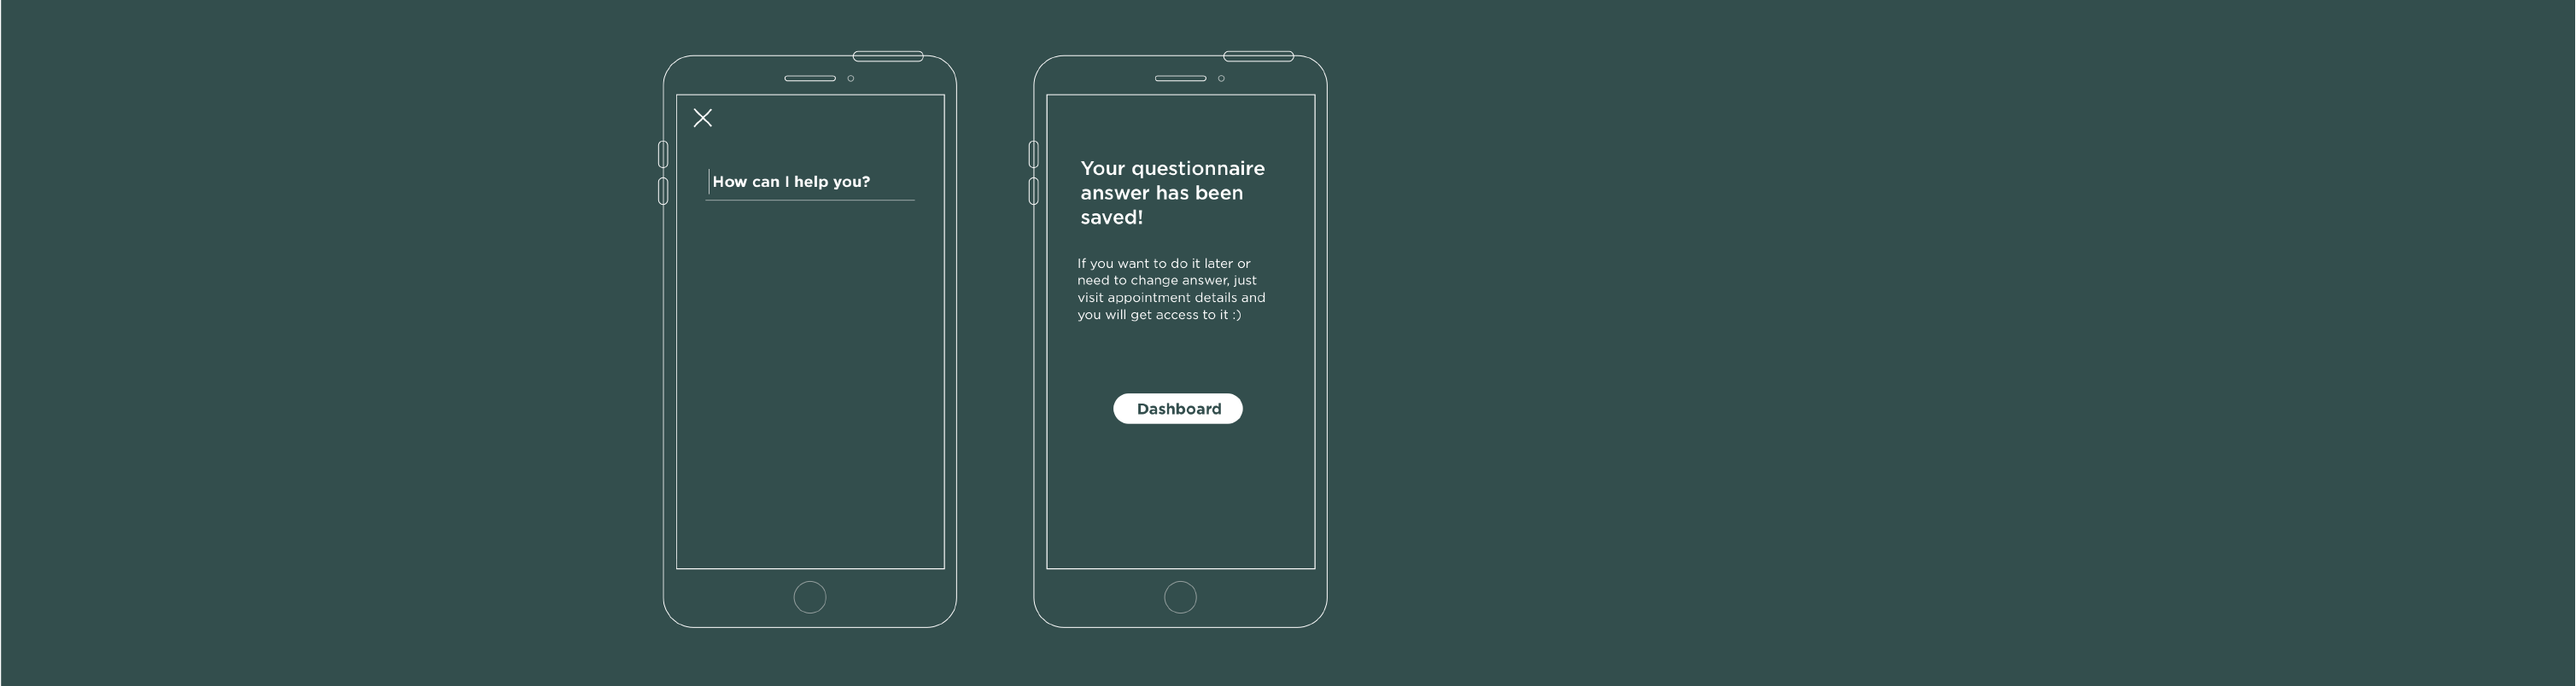 How can I help you?
Your questionnaire
answer has been
saved!
If you want to do it later or
need to change answer, just
visit appointment details and
you will get access to it :)
Dashboard